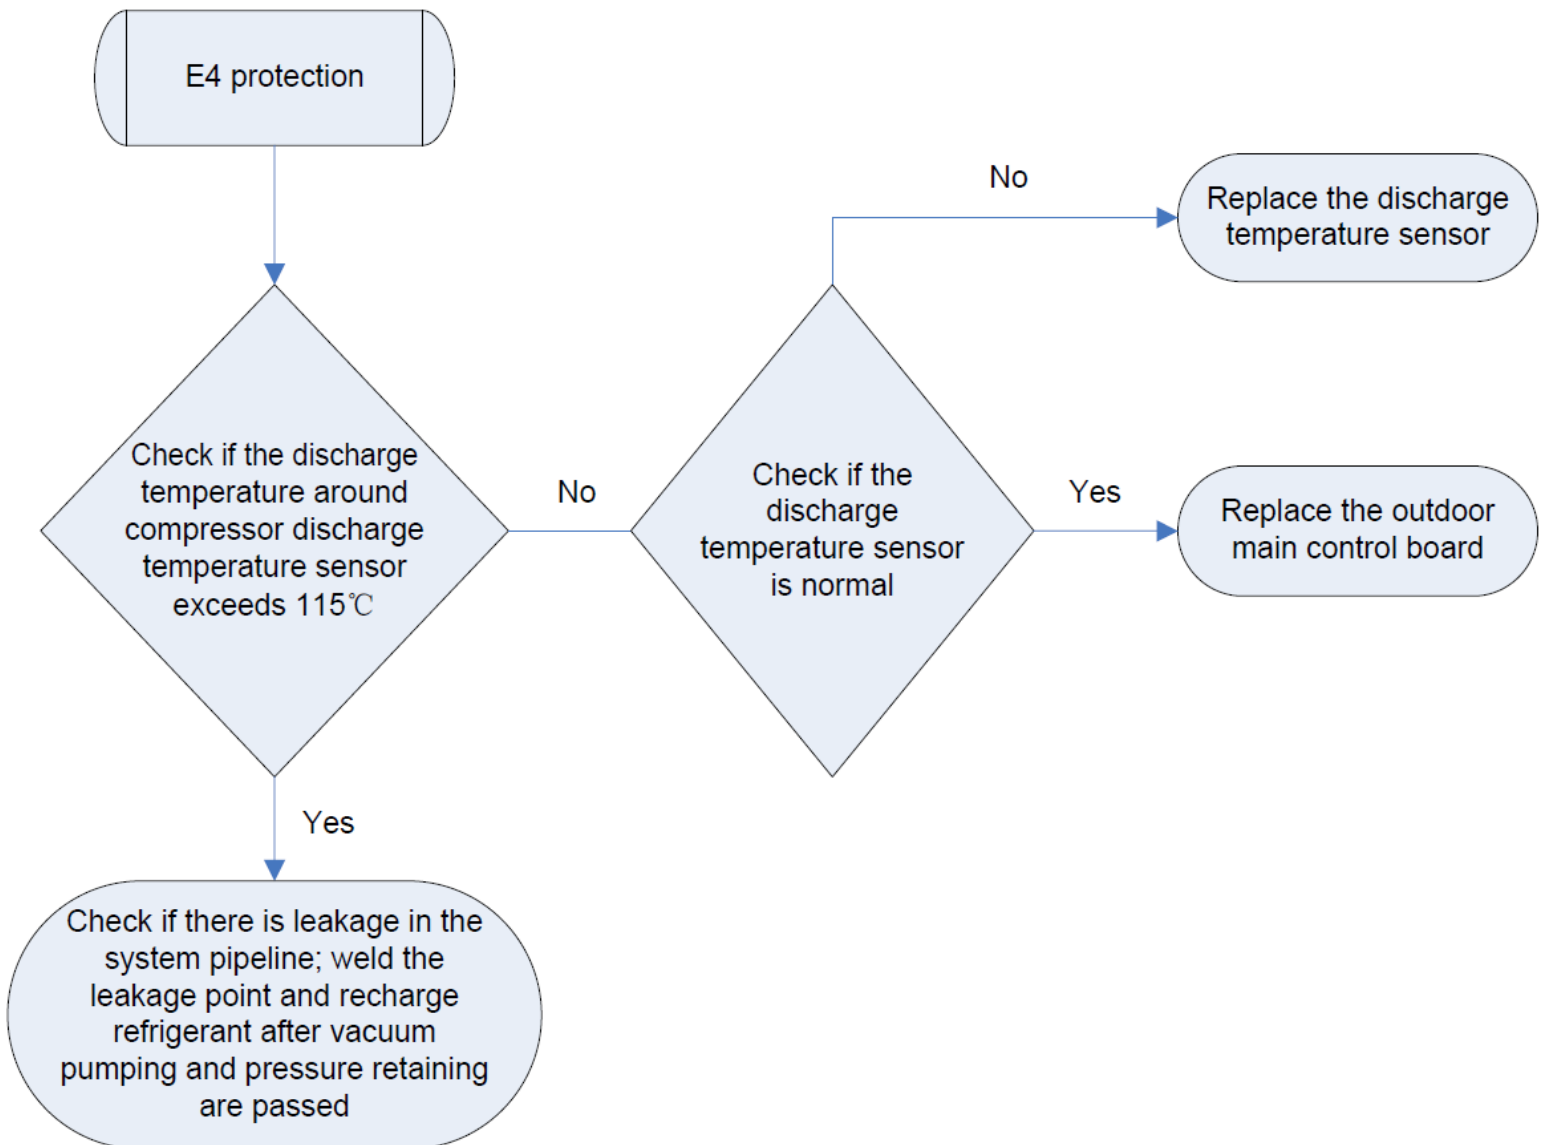 E4 protection
No
Replace the discharge
temperature sensor
Check if the discharge
temperature around
compressor discharge
temperature sensor
exceeds 115℃
No
Check if the
discharge
temperature sensor
is normal
Yes
Replace the outdoor
main control board
Yes
Check if there is leakage in the
system pipeline; weld the
leakage point and recharge
refrigerant after vacuum
pumping and pressure retaining
are passed